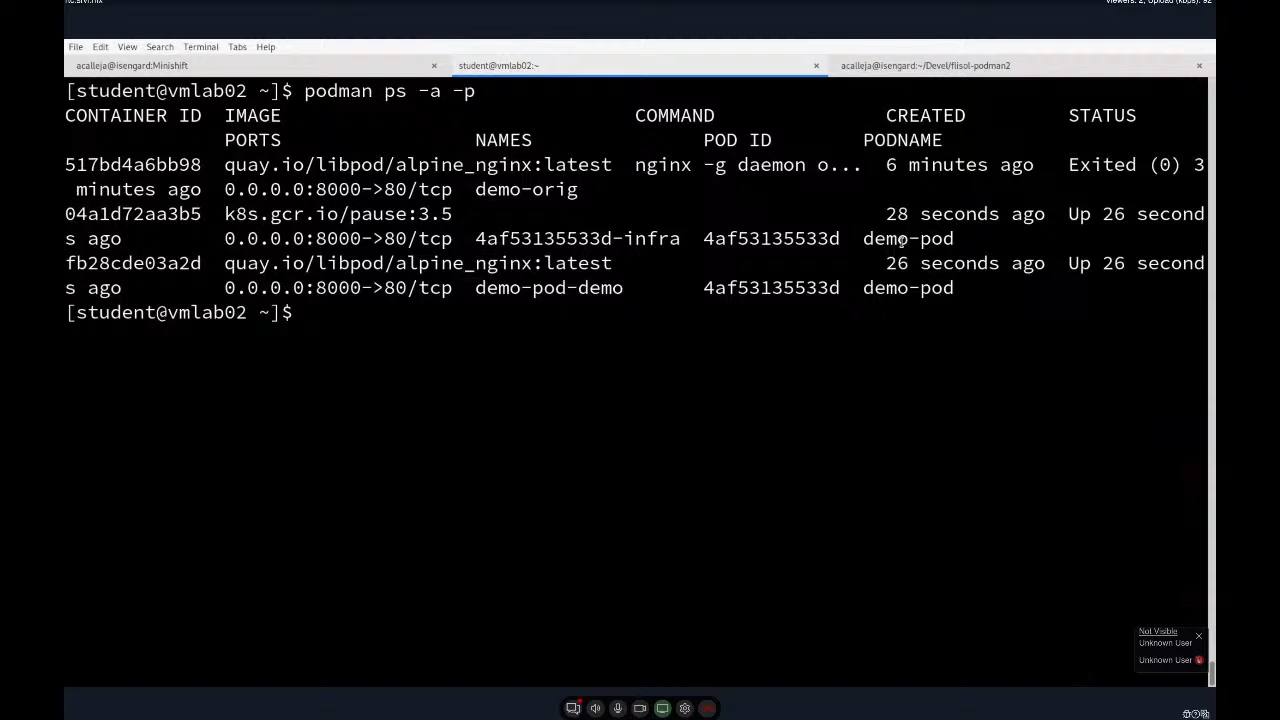 Viewers: 2, Upload (kbps): 92
File Edit View Search Terminal Tabs Help
acalleja@isengard:Minishift × student@vmlab02:~ × acalleja@isengard:~/Devel/flisol-podman2 ×
[student@vmlab02 ~]$ podman ps -a -p
CONTAINER ID IMAGE COMMAND CREATED STATUS
PORTS NAMES POD ID PODNAME
517bd4a6bb98 quay.io/libpod/alpine_nginx:latest nginx -g daemon o... 6 minutes ago Exited (0) 3
minutes ago 0.0.0.0:8000->80/tcp demo-orig
04a1d72aa3b5 k8s.gcr.io/pause:3.5 28 seconds ago Up 26 second
s ago 0.0.0.0:8000->80/tcp 4af53135533d-infra 4af53135533d demo-pod
fb28cde03a2d quay.io/libpod/alpine_nginx:latest 26 seconds ago Up 26 second
s ago 0.0.0.0:8000->80/tcp demo-pod-demo 4af53135533d demo-pod
[student@vmlab02 ~]$
Not Visible
Unknown User
Unknown User